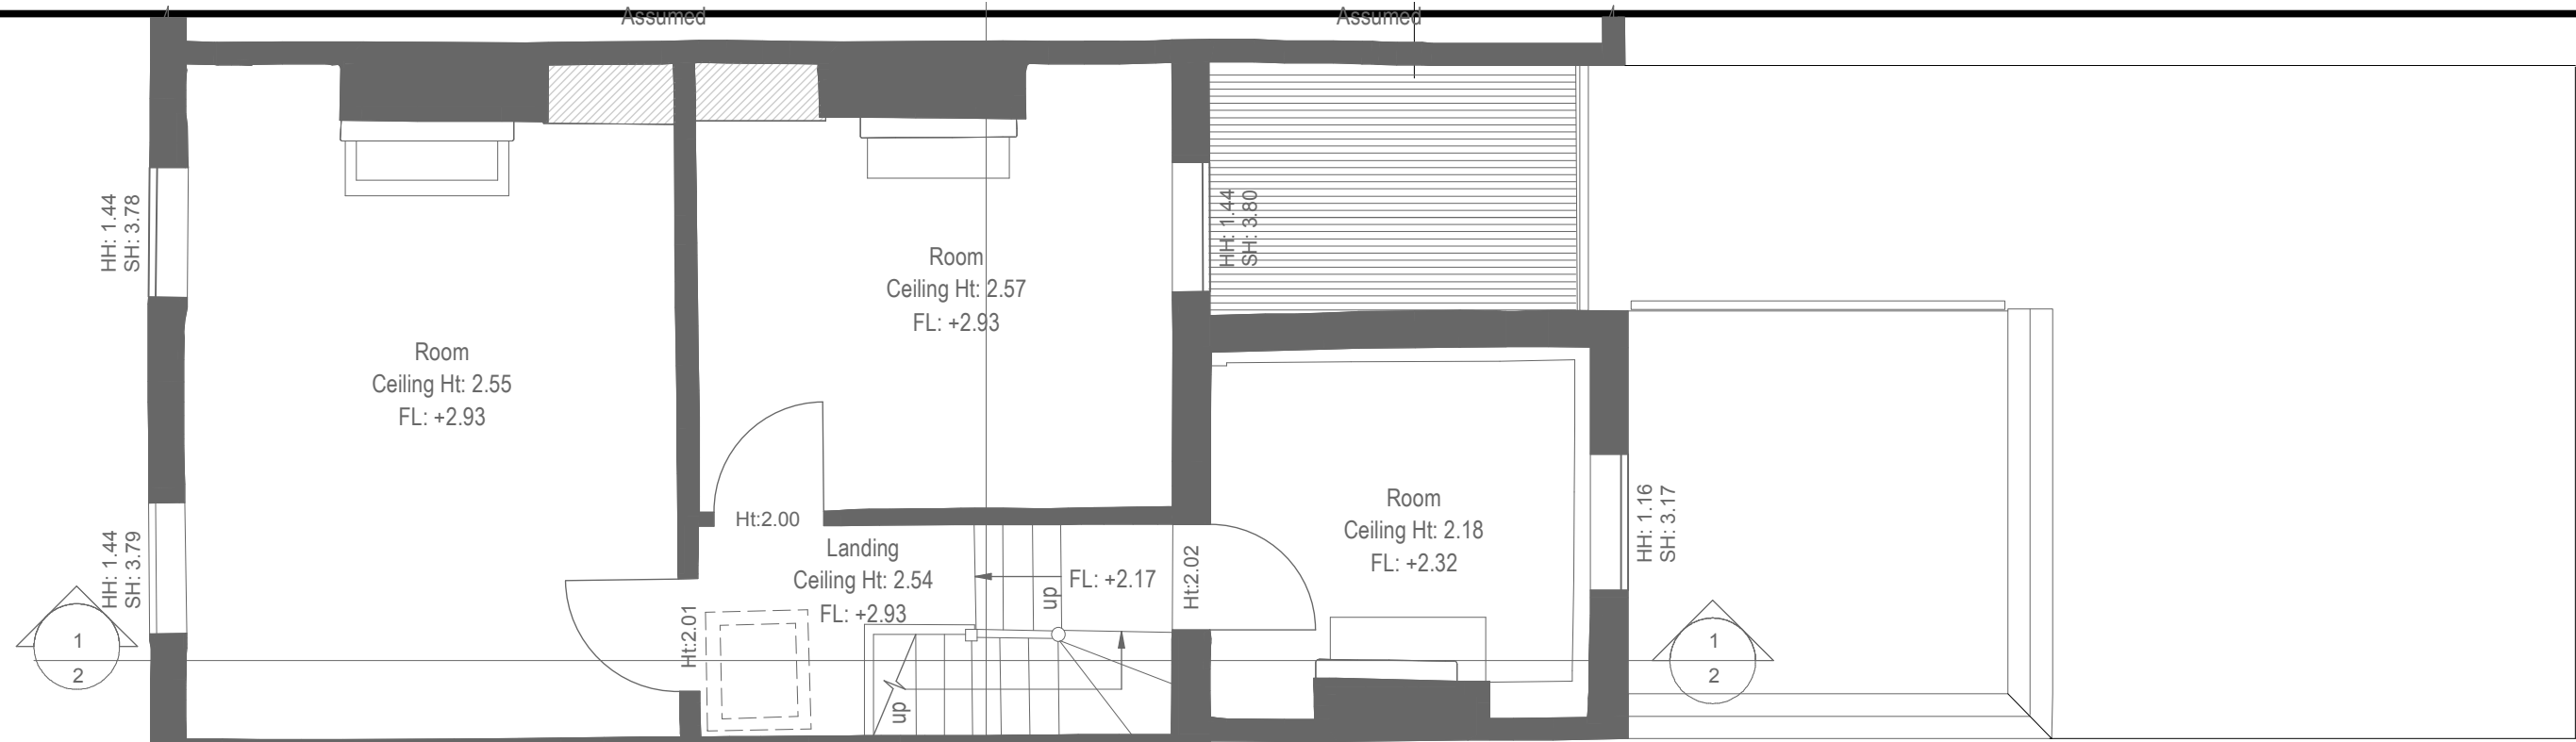 Assumed
Assumed
HH: 1.44
SH: 3.78
HH: 1.44
SH: 3.80
Room
Ceiling Ht: 2.57
FL: +2.93
Room
Ceiling Ht: 2.55
FL: +2.93
Room
Ceiling Ht: 2.18
FL: +2.32
HH: 1.16
SH: 3.17
Ht:2.00
Landing
Ceiling Ht: 2.54
FL: +2.93
FL: +2.17
up
Ht:2.02
HH: 1.44
SH: 3.79
Ht:2.01
up
1
2
1
2